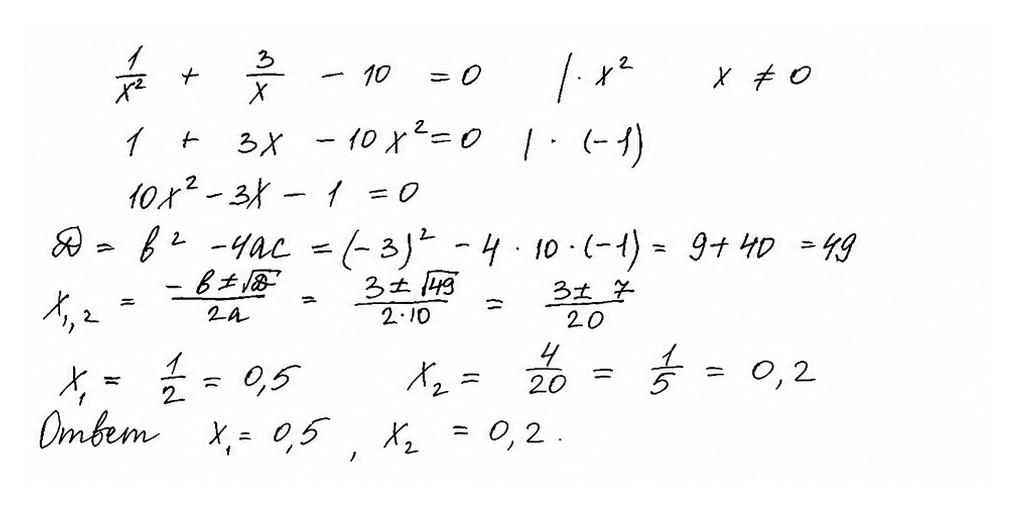 1/x² + 3/x - 10 = 0 | · x² x ≠ 0
1 + 3x - 10x² = 0 | · (-1)
10x² - 3x - 1 = 0
D = b² - 4ac = (-3)² - 4 · 10 · (-1) = 9 + 40 = 49
x₁,₂ = (-b ± √D)/2a = (3 ± √49)/2·10 = (3 ± 7)/20
x₁ = 1/2 = 0,5 x₂ = 4/20 = 1/5 = 0,2
Ответ x₁ = 0,5 , x₂ = 0,2.